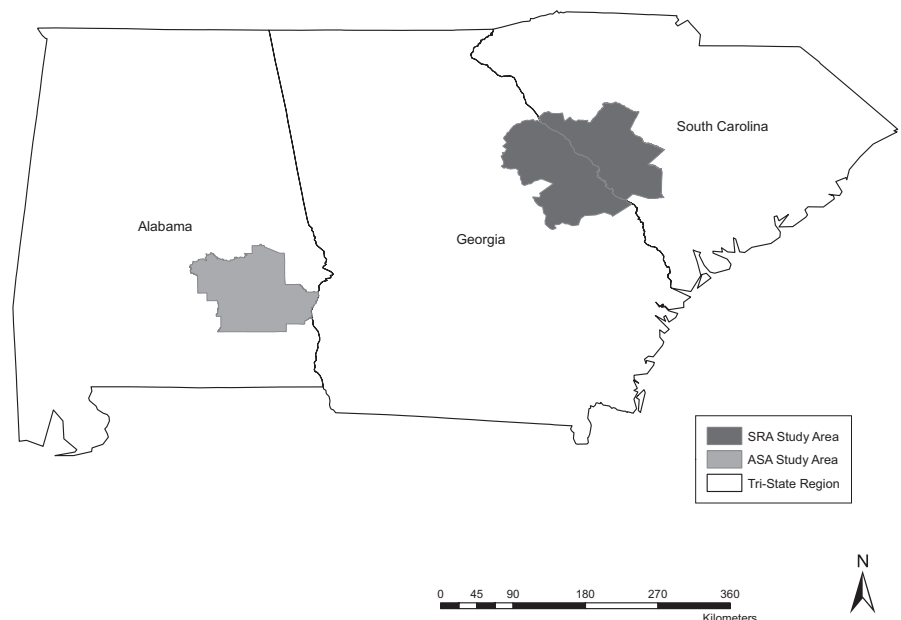 South Carolina
Alabama
Georgia
SRA Study Area
ASA Study Area
Tri-State Region
N
0 45 90 180 270 360
Kilometers